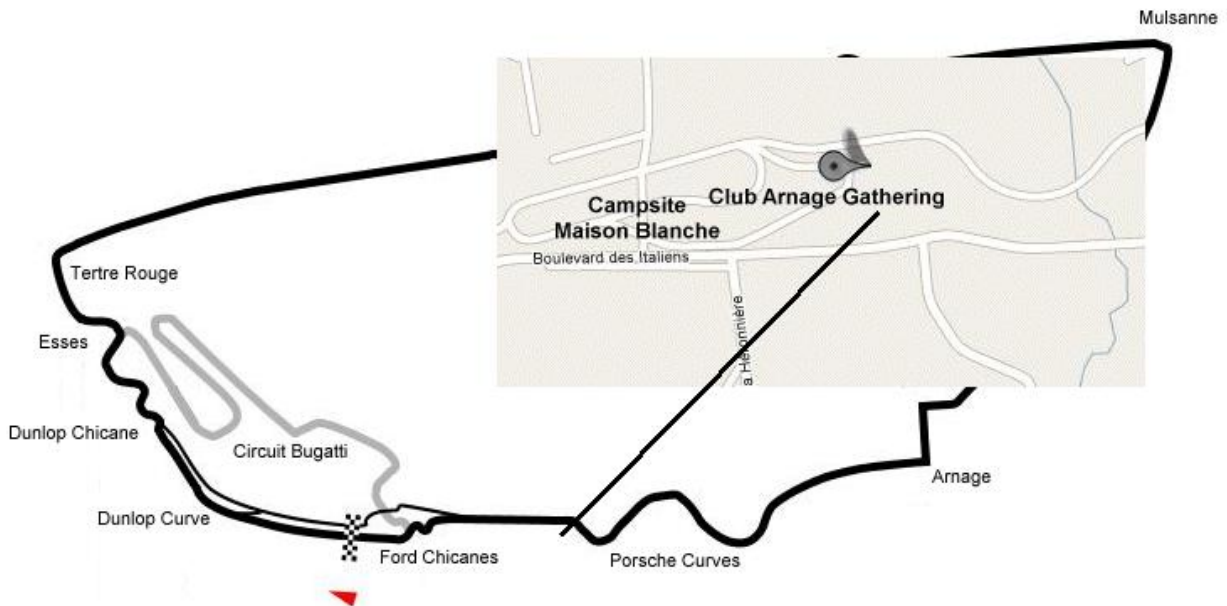 Mulsanne
Club Arnage Gathering
Campsite
Maison Blanche
Boulevard des Italiens
Tertre Rouge
a Héronnière
Esses
Dunlop Chicane
Circuit Bugatti
Arnage
Dunlop Curve
Ford Chicanes
Porsche Curves